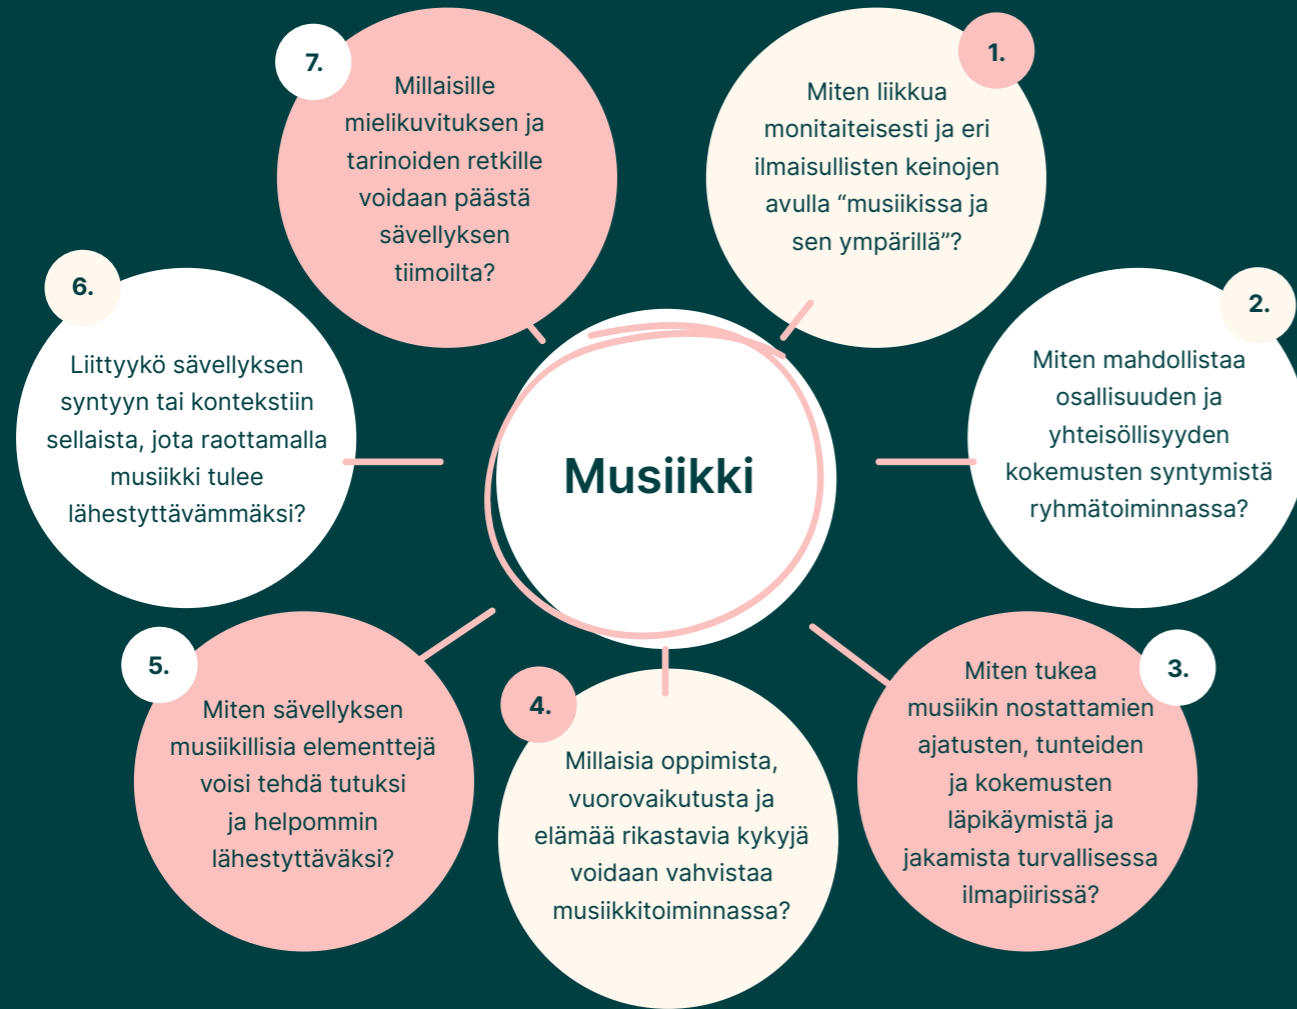 Musiikki
1.
Miten liikkua
monitaiteisesti ja eri
ilmaisullisten keinojen
avulla “musiikissa ja
sen ympärillä”?
2.
Miten mahdollistaa
osallisuuden ja
yhteisöllisyyden
kokemusten syntymistä
ryhmätoiminnassa?
3.
Miten tukea
musiikin nostattamien
ajatusten, tunteiden
ja kokemusten
läpikäymistä ja
jakamista turvallisessa
ilmapiirissä?
4.
Millaisia oppimista,
vuorovaikutusta ja
elämää rikastavia kykyjä
voidaan vahvistaa
musiikkitoiminnassa?
5.
Miten sävellyksen
musiikillisia elementtejä
voisi tehdä tutuksi
ja helpommin
lähestyttäväksi?
6.
Liittyykö sävellyksen
syntyyn tai kontekstiin
sellaista, jota raottamalla
musiikki tulee
lähestyttävämmäksi?
7.
Millaisille
mielikuvituksen ja
tarinoiden retkille
voidaan päästä
sävellyksen
tiimoilta?